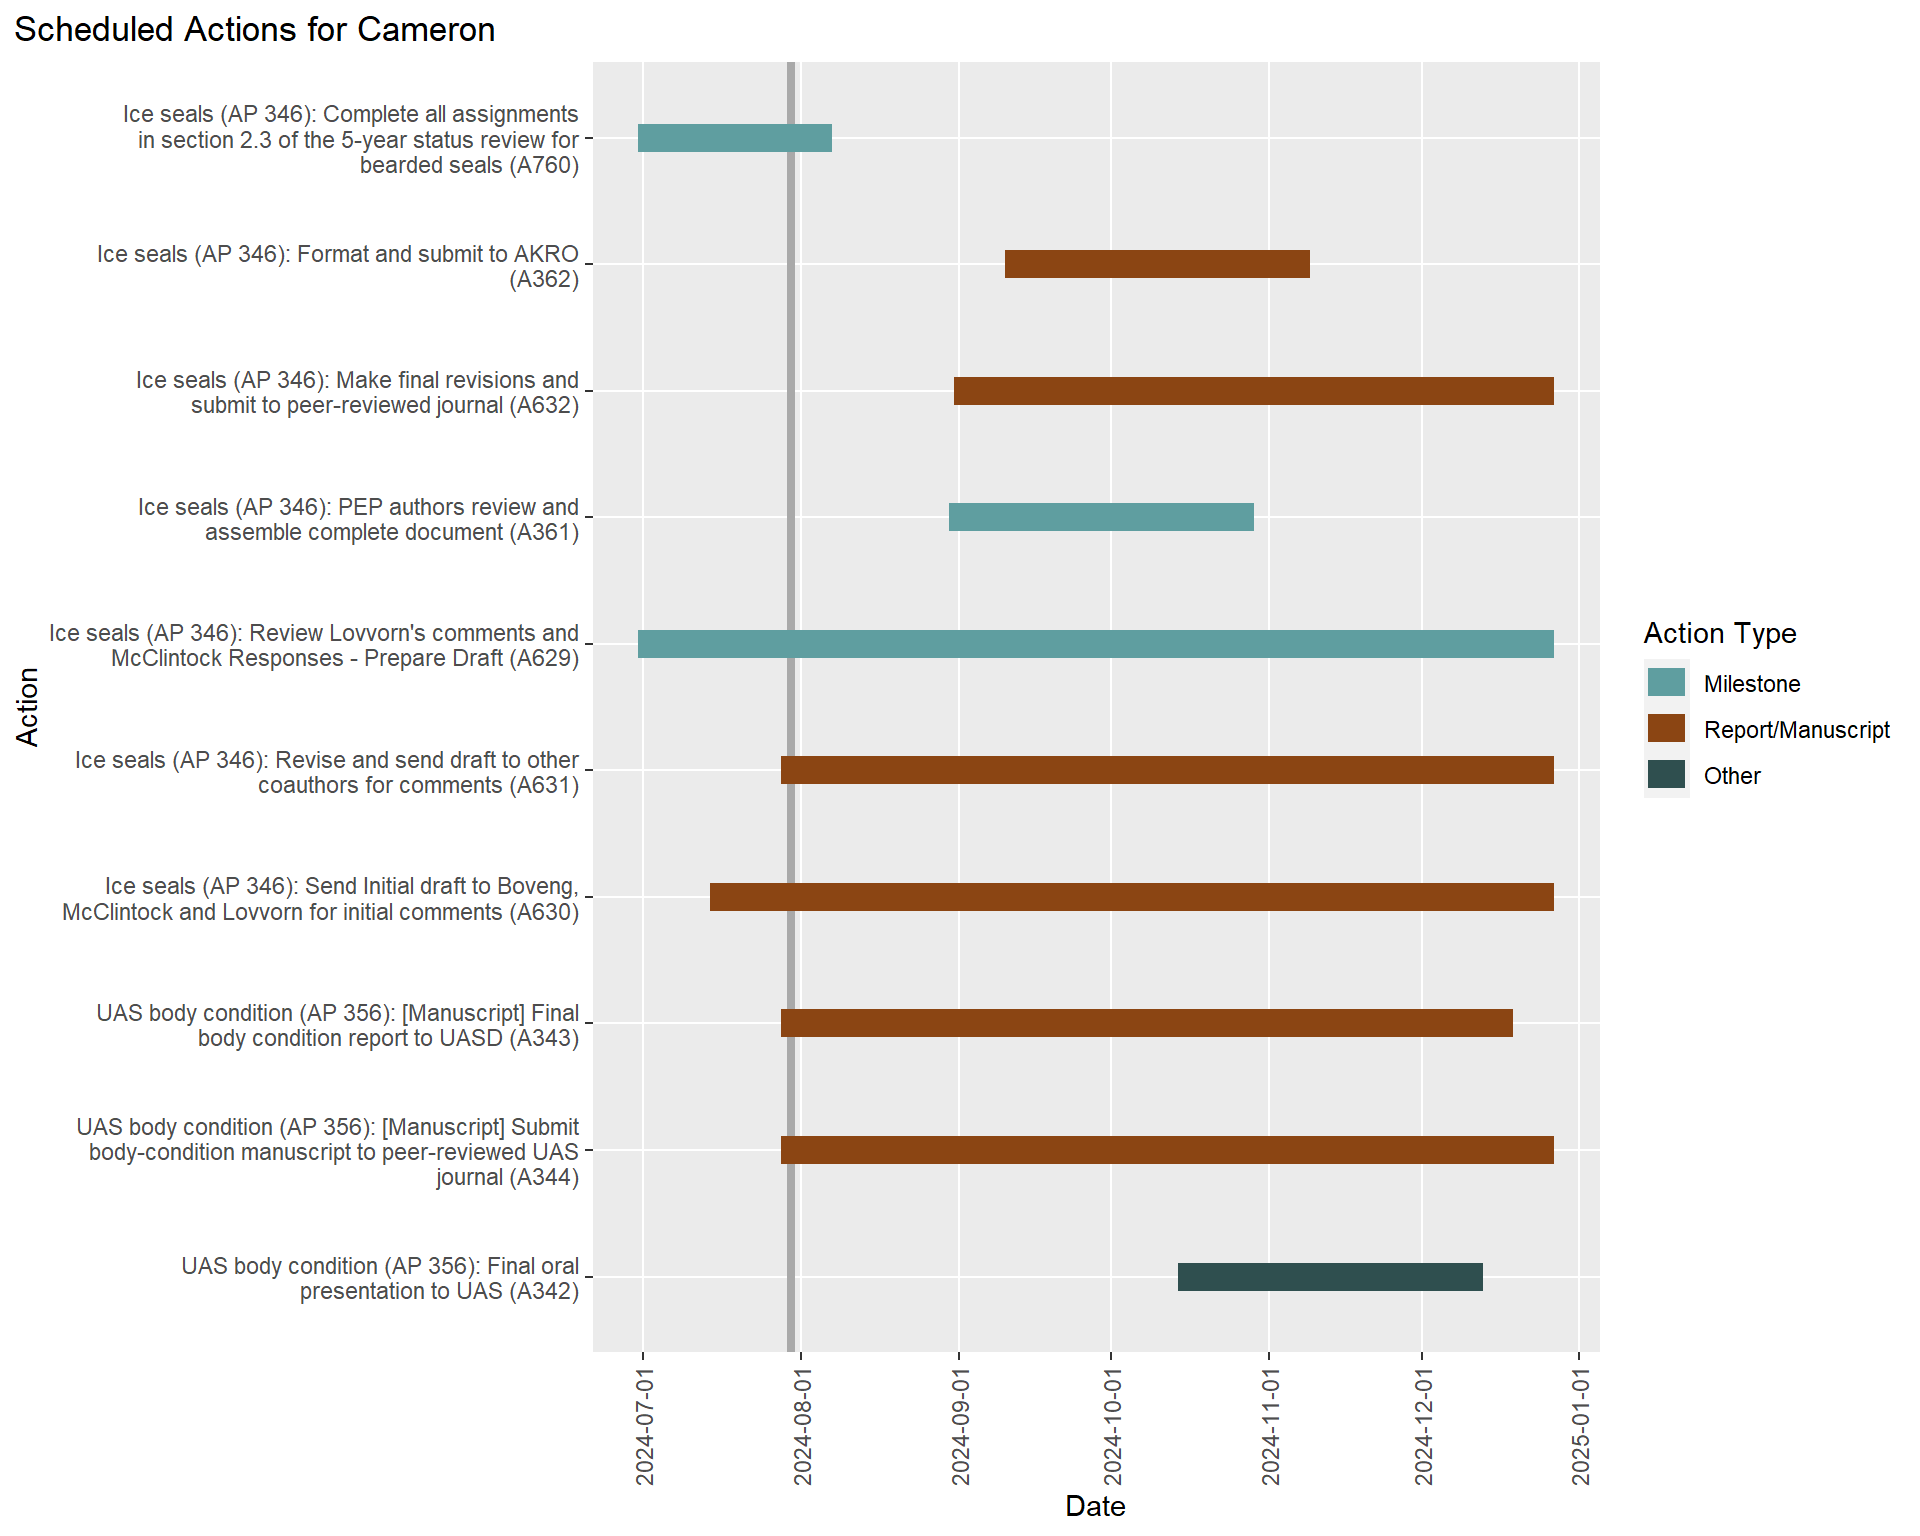 Scheduled Actions for Cameron
Ice seals (AP 346): Complete all assignments
in section 2.3 of the 5-year status review for
bearded seals (A760)
Ice seals (AP 346): Format and submit to AKRO
(A362)
Ice seals (AP 346): Make final revisions and
submit to peer-reviewed journal (A632)
Ice seals (AP 346): PEP authors review and
assemble complete document (A361)
Ice seals (AP 346): Review Lovvorn's comments and
McClintock Responses - Prepare Draft (A629)
Ice seals (AP 346): Revise and send draft to other
coauthors for comments (A631)
Ice seals (AP 346): Send Initial draft to Boveng,
McClintock and Lovvorn for initial comments (A630)
UAS body condition (AP 356): [Manuscript] Final
body condition report to UASD (A343)
UAS body condition (AP 356): [Manuscript] Submit
body-condition manuscript to peer-reviewed UAS
journal (A344)
UAS body condition (AP 356): Final oral
presentation to UAS (A342)
Action
2024-07-01
2024-08-01
2024-09-01
2024-10-01
2024-11-01
2024-12-01
2025-01-01
Date
Action Type
Milestone
Report/Manuscript
Other